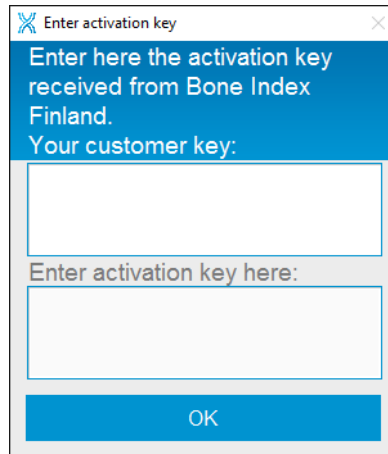 Enter activation key
Enter here the activation key
received from Bone Index
Finland.
Your customer key:
Enter activation key here:
OK